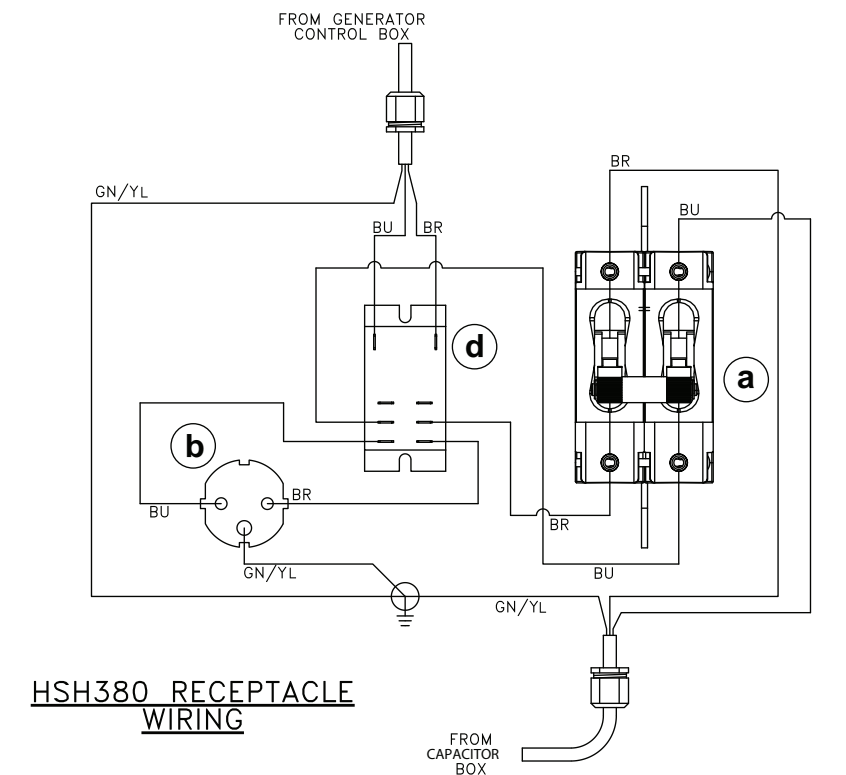 FROM GENERATOR
CONTROL BOX
BR
GN/YL
BU
BU BR
d
a
b
BR
BU
BR
GN/YL
BU
GN/YL
HSH380 RECEPTACLE
WIRING
FROM
CAPACITOR
BOX